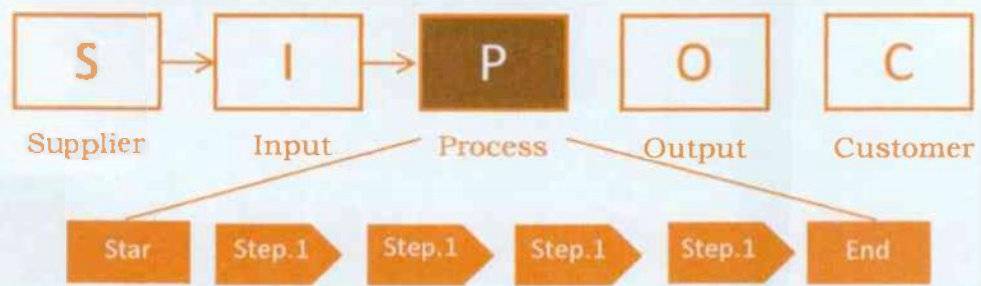 S I P O C
Supplier Input Process Output Customer
Star Step.1 Step.1 Step.1 Step.1 End